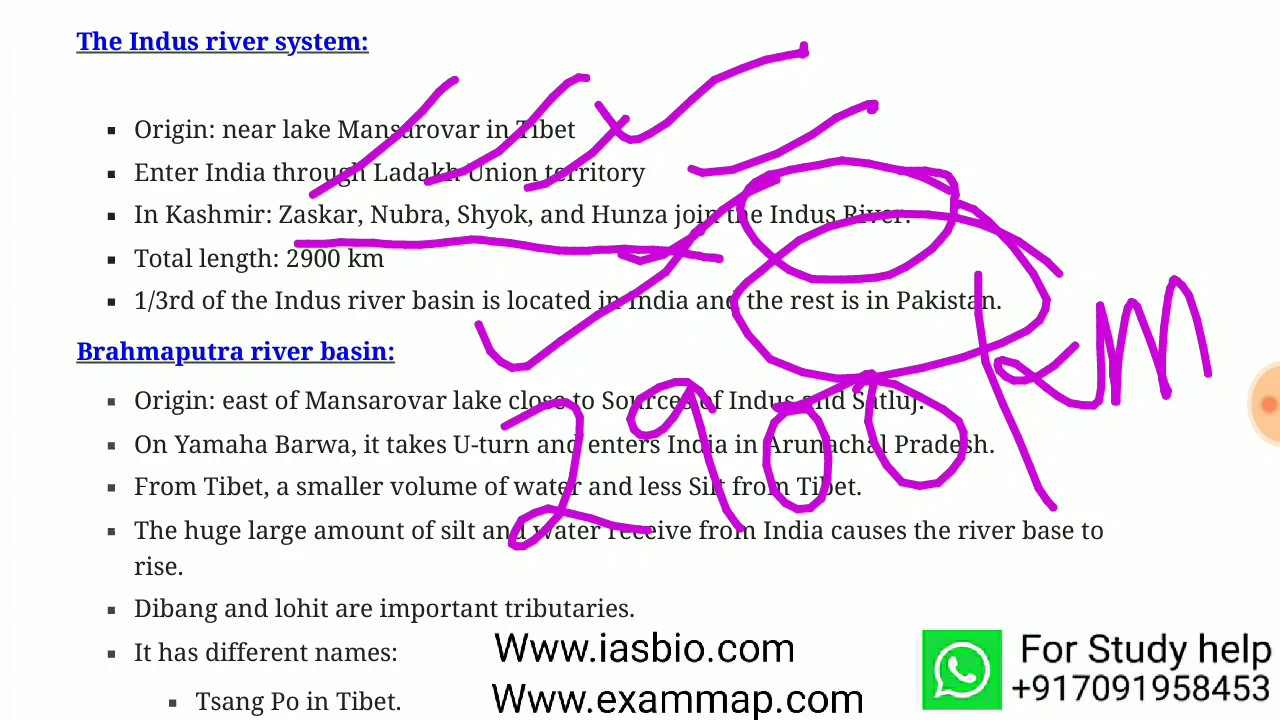 The Indus river system:
Origin: near lake Mansarovar in Tibet
Enter India through Ladakh Union territory
In Kashmir: Zaskar, Nubra, Shyok, and Hunza join the Indus River.
Total length: 2900 km
1/3rd of the Indus river basin is located in India and the rest is in Pakistan.
Brahmaputra river basin:
Origin: east of Mansarovar lake close to Sources of Indus and Satluj.
On Yamaha Barwa, it takes U-turn and enters India in Arunachal Pradesh.
2900 km
From Tibet, a smaller volume of water and less Silt from Tibet.
The huge large amount of silt and water receive from India causes the river base to
rise.
Dibang and lohit are important tributaries.
It has different names:
Tsang Po in Tibet.
Www.iasbio.com
Www.exammap.com
For Study help
+917091958453